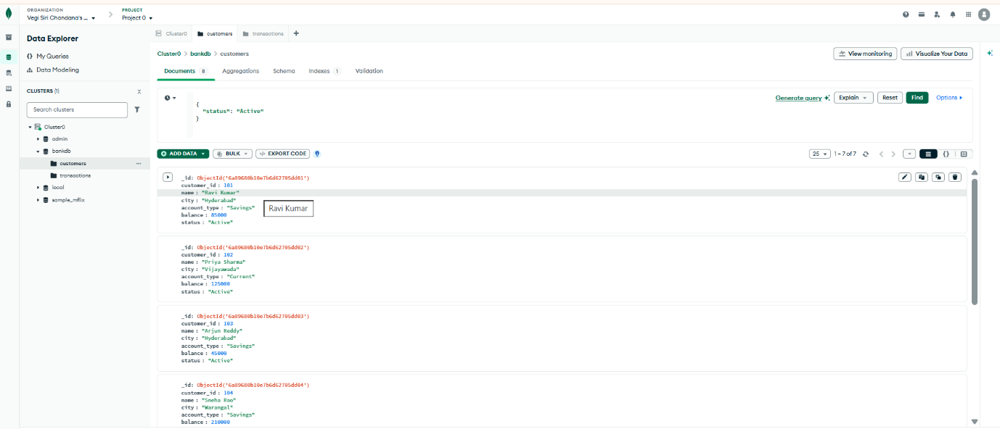 ORGANIZATION
Vegi Siri Chandana's ...
PROJECT
Project 0
Data Explorer
My Queries
Data Modeling
CLUSTERS (1)
Search clusters
Cluster0
admin
bankdb
customers
transactions
local
sample_mflix
Cluster0 customers transactions +
Cluster0 > bankdb > customers
View monitoring Visualize Your Data
Documents 8 Aggregations Schema Indexes 1 Validation
{
"status": "Active"
}
Generate query Explain Reset Find Options
ADD DATA BULK EXPORT CODE
25 1 – 7 of 7 {}
_id: ObjectId('6a89680b10e7b6d62705dd01')
customer_id : 101
name : "Ravi Kumar"
city : "Hyderabad"
account_type : "Savings"
balance : 85000
status : "Active"
Ravi Kumar
_id: ObjectId('6a89680b10e7b6d62705dd02')
customer_id : 102
name : "Priya Sharma"
city : "Vijayawada"
account_type : "Current"
balance : 125000
status : "Active"
_id: ObjectId('6a89680b10e7b6d62705dd03')
customer_id : 103
name : "Arjun Reddy"
city : "Hyderabad"
account_type : "Savings"
balance : 45000
status : "Active"
_id: ObjectId('6a89680b10e7b6d62705dd04')
customer_id : 104
name : "Sneha Rao"
city : "Warangal"
account_type : "Savings"
balance : 210000